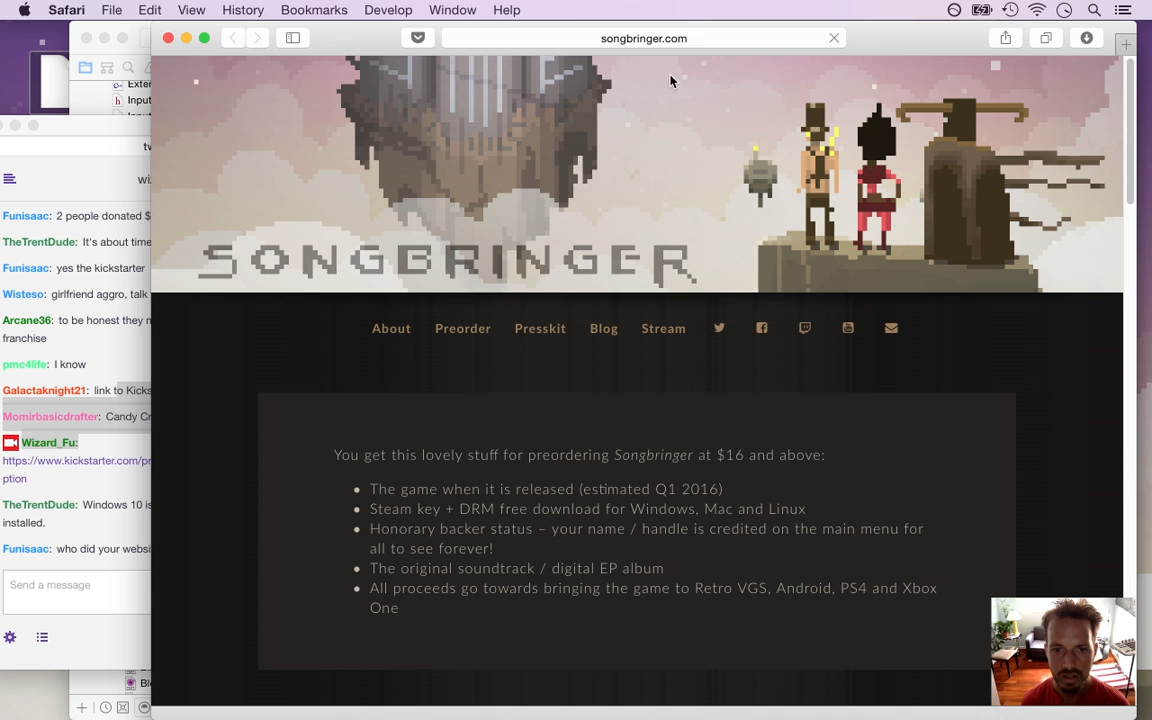 Safari File Edit View History Bookmarks Develop Window Help
songbringer.com
Exter
Input
tw
wiz
Funisaac: 2 people donated $
TheTrentDude: It's about time
Funisaac: yes the kickstarter
Wisteso: girlfriend aggro, talk
Arcane36: to be honest they n
franchise
pmc4life: I know
Galactaknight21: link to Kicks
Momirbasicdrafter: Candy Cr
Wizard_Fu:
https://www.kickstarter.com/pr
ption
TheTrentDude: Windows 10 is
installed.
Funisaac: who did your websi
Send a message
Ble
SONGBRINGER
About Preorder Presskit Blog Stream
You get this lovely stuff for preordering Songbringer at $16 and above:
• The game when it is released (estimated Q1 2016)
• Steam key + DRM free download for Windows, Mac and Linux
• Honorary backer status – your name / handle is credited on the main menu for
all to see forever!
• The original soundtrack / digital EP album
• All proceeds go towards bringing the game to Retro VGS, Android, PS4 and Xbox
One